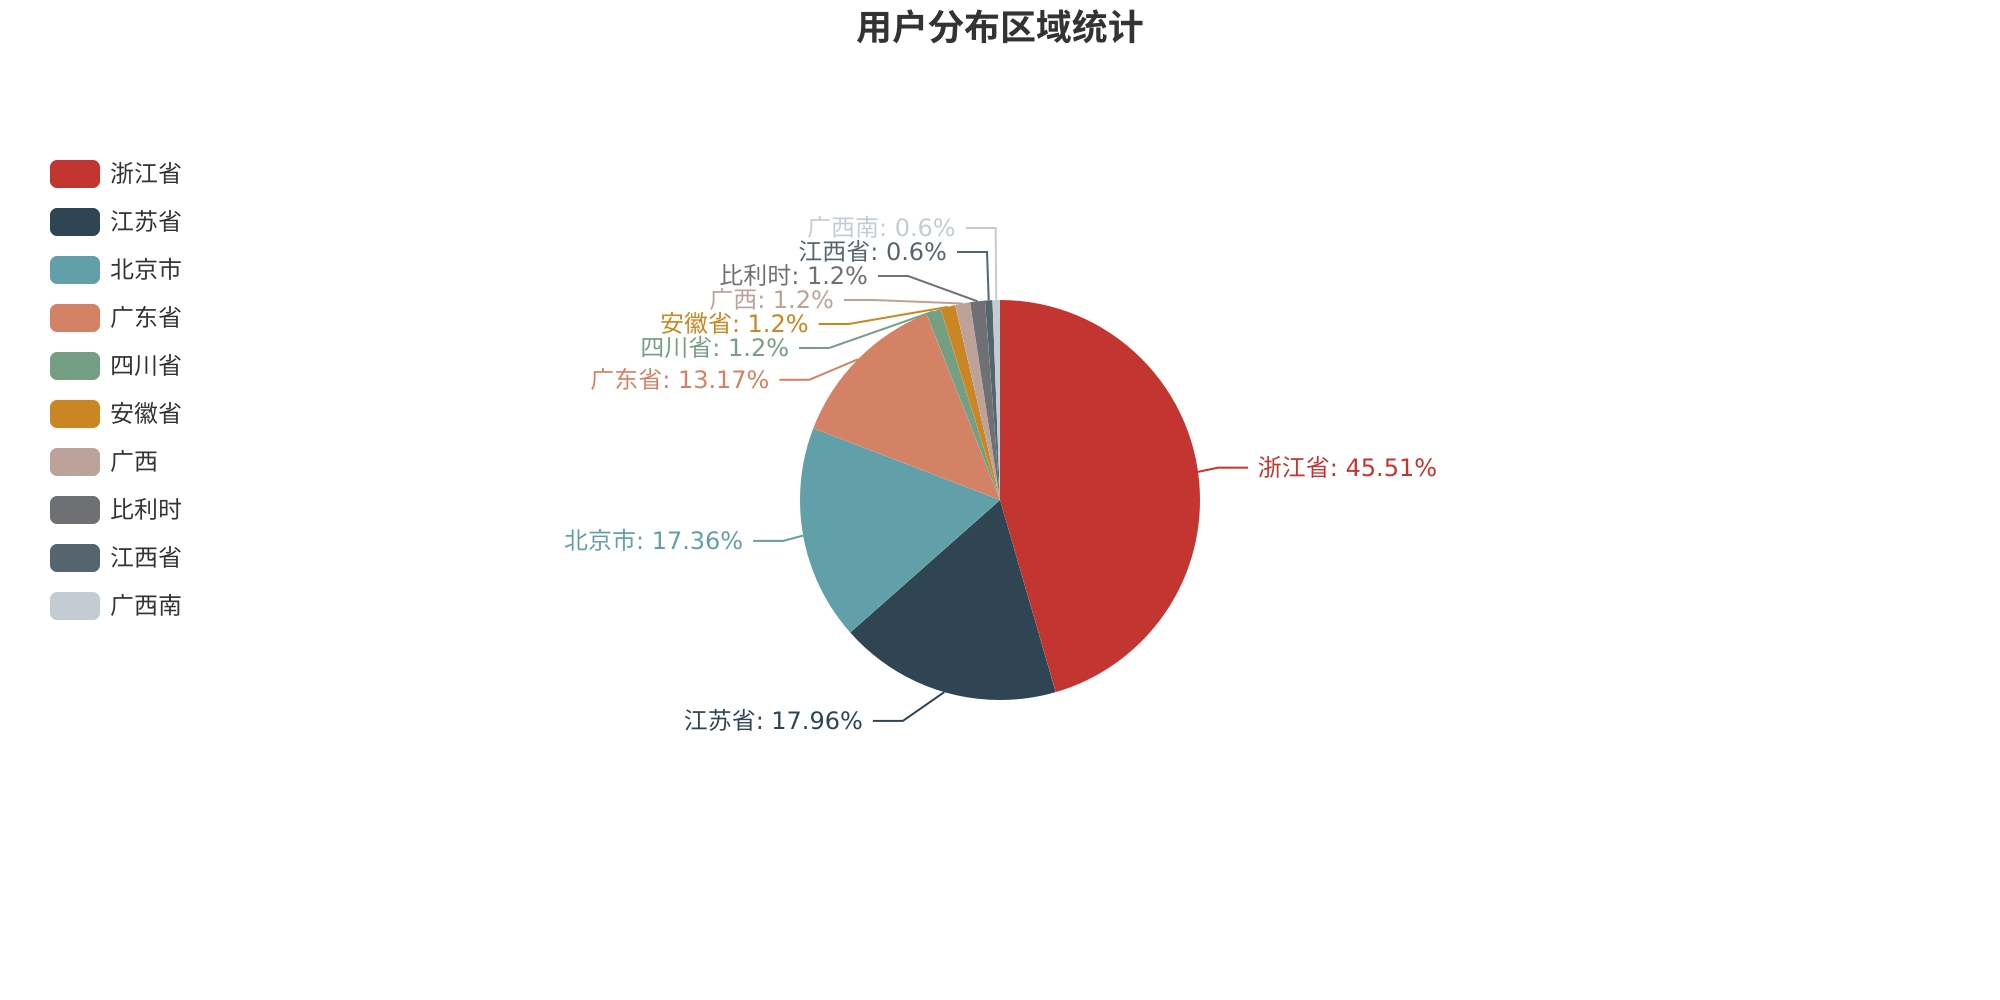 用户分布区域统计
浙江省
江苏省
北京市
广东省
四川省
安徽省
广西
比利时
江西省
广西南
广西南: 0.6%
江西省: 0.6%
比利时: 1.2%
广西: 1.2%
安徽省: 1.2%
四川省: 1.2%
广东省: 13.17%
浙江省: 45.51%
北京市: 17.36%
江苏省: 17.96%